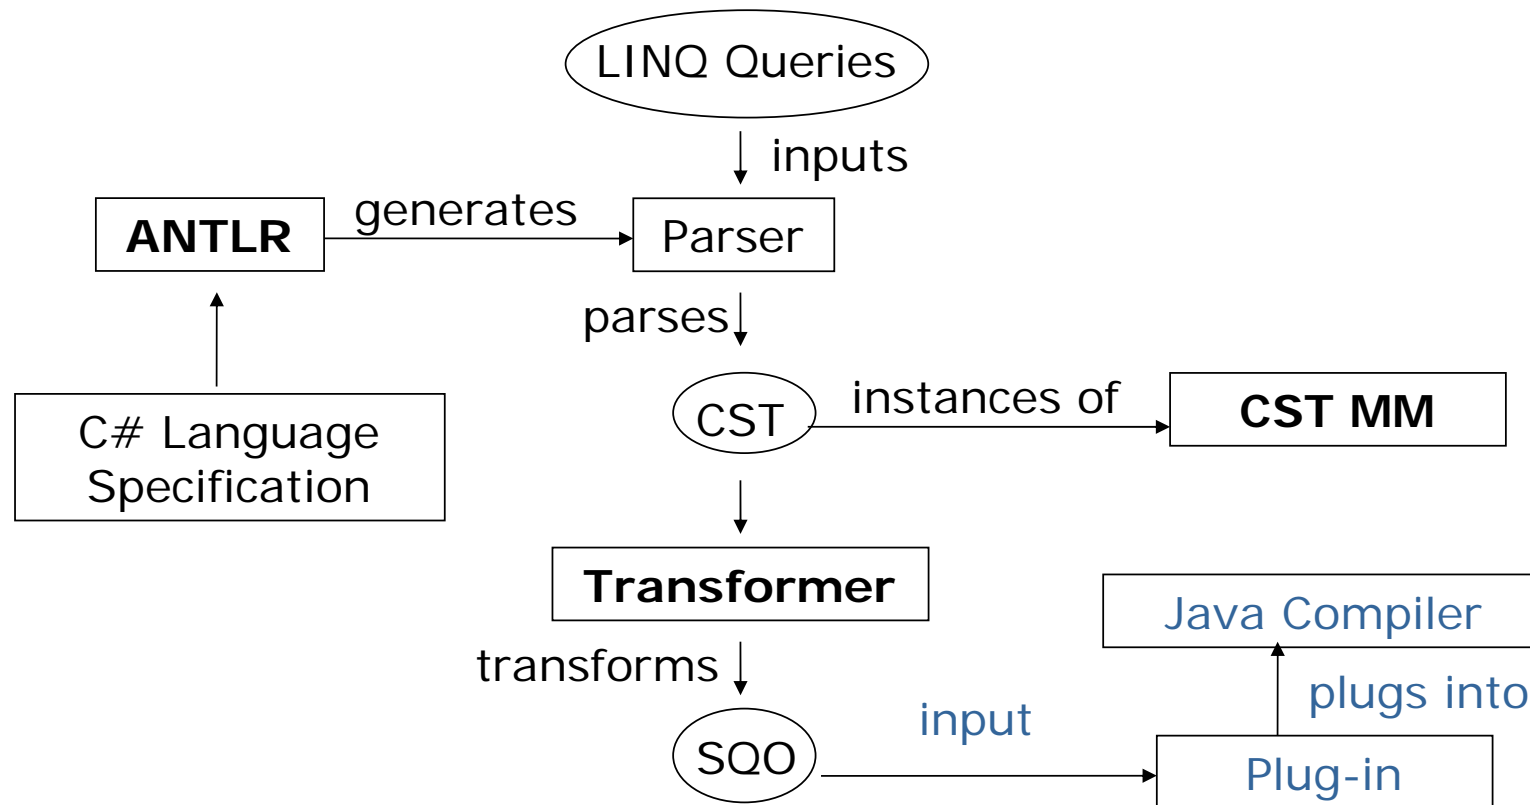 LINQ Queries
inputs
generates
ANTLR
Parser
parses
CST
instances of
CST MM
C# Language
Specification
Transformer
Java Compiler
transforms
plugs into
input
SQO
Plug-in